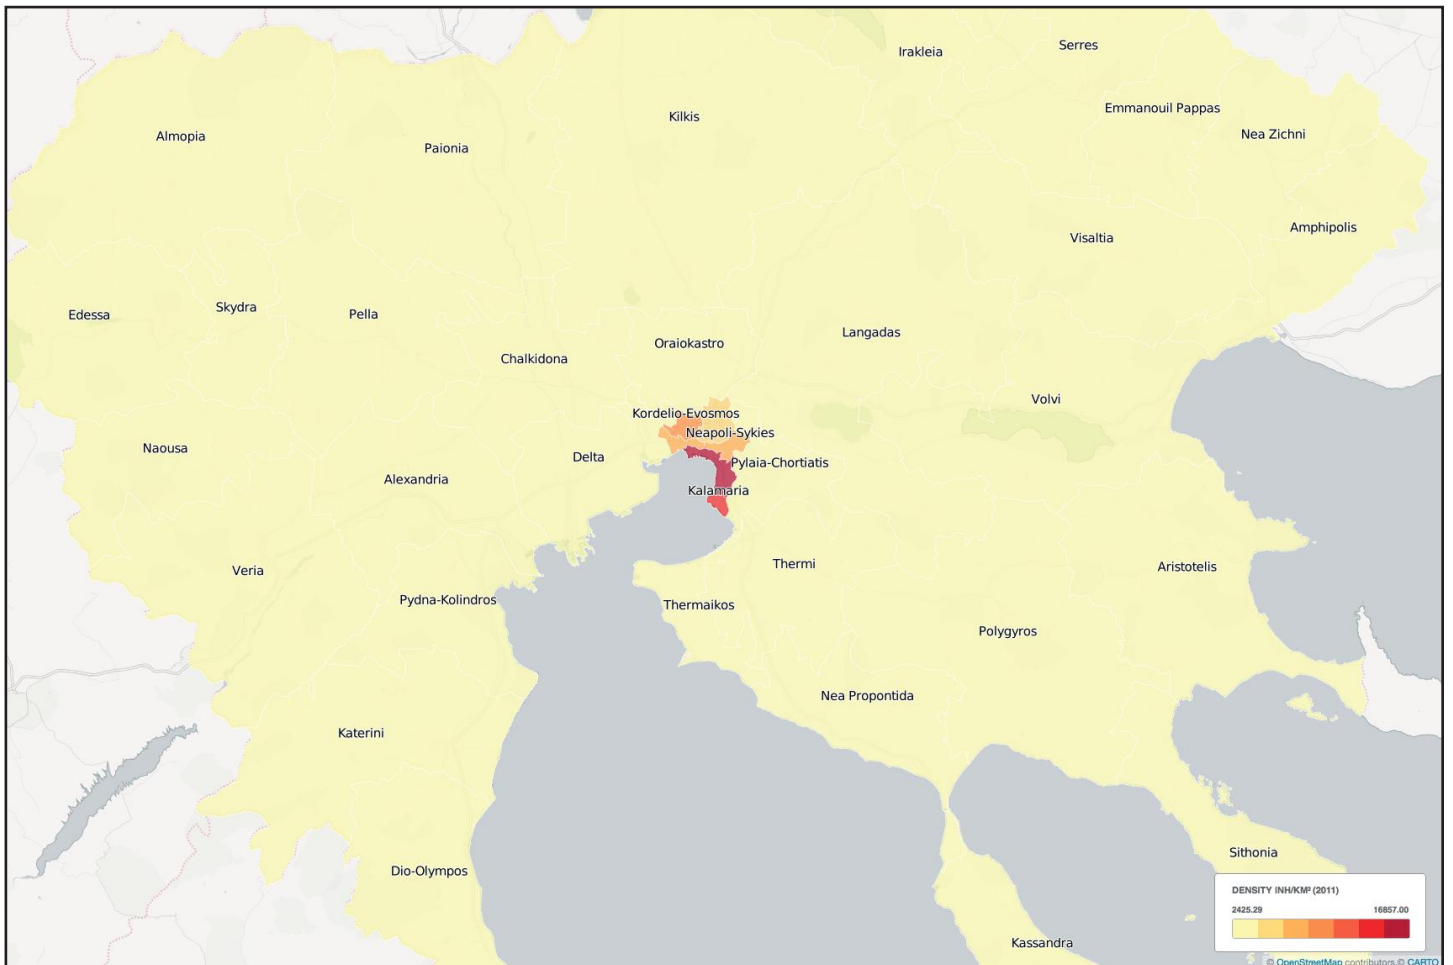 Irakleia
Serres
Emmanouil Pappas
Kilkis
Nea Zichni
Almopia
Paionia
Amphipolis
Visaltia
Skydra
Edessa
Pella
Langadas
Oraiokastro
Chalkidona
Volvi
Kordelio-Evosmos
Neapoli-Sykies
Naousa
Delta
Pylaia-Chortiatis
Alexandria
Kalamaria
Thermi
Aristotelis
Veria
Pydna-Kolindros
Thermaikos
Polygyros
Nea Propontida
Katerini
Sithonia
Dio-Olympos
Kassandra
DENSITY INH/KM² (2011)
2425.29 16857.00
© OpenStreetMap contributors © CARTO